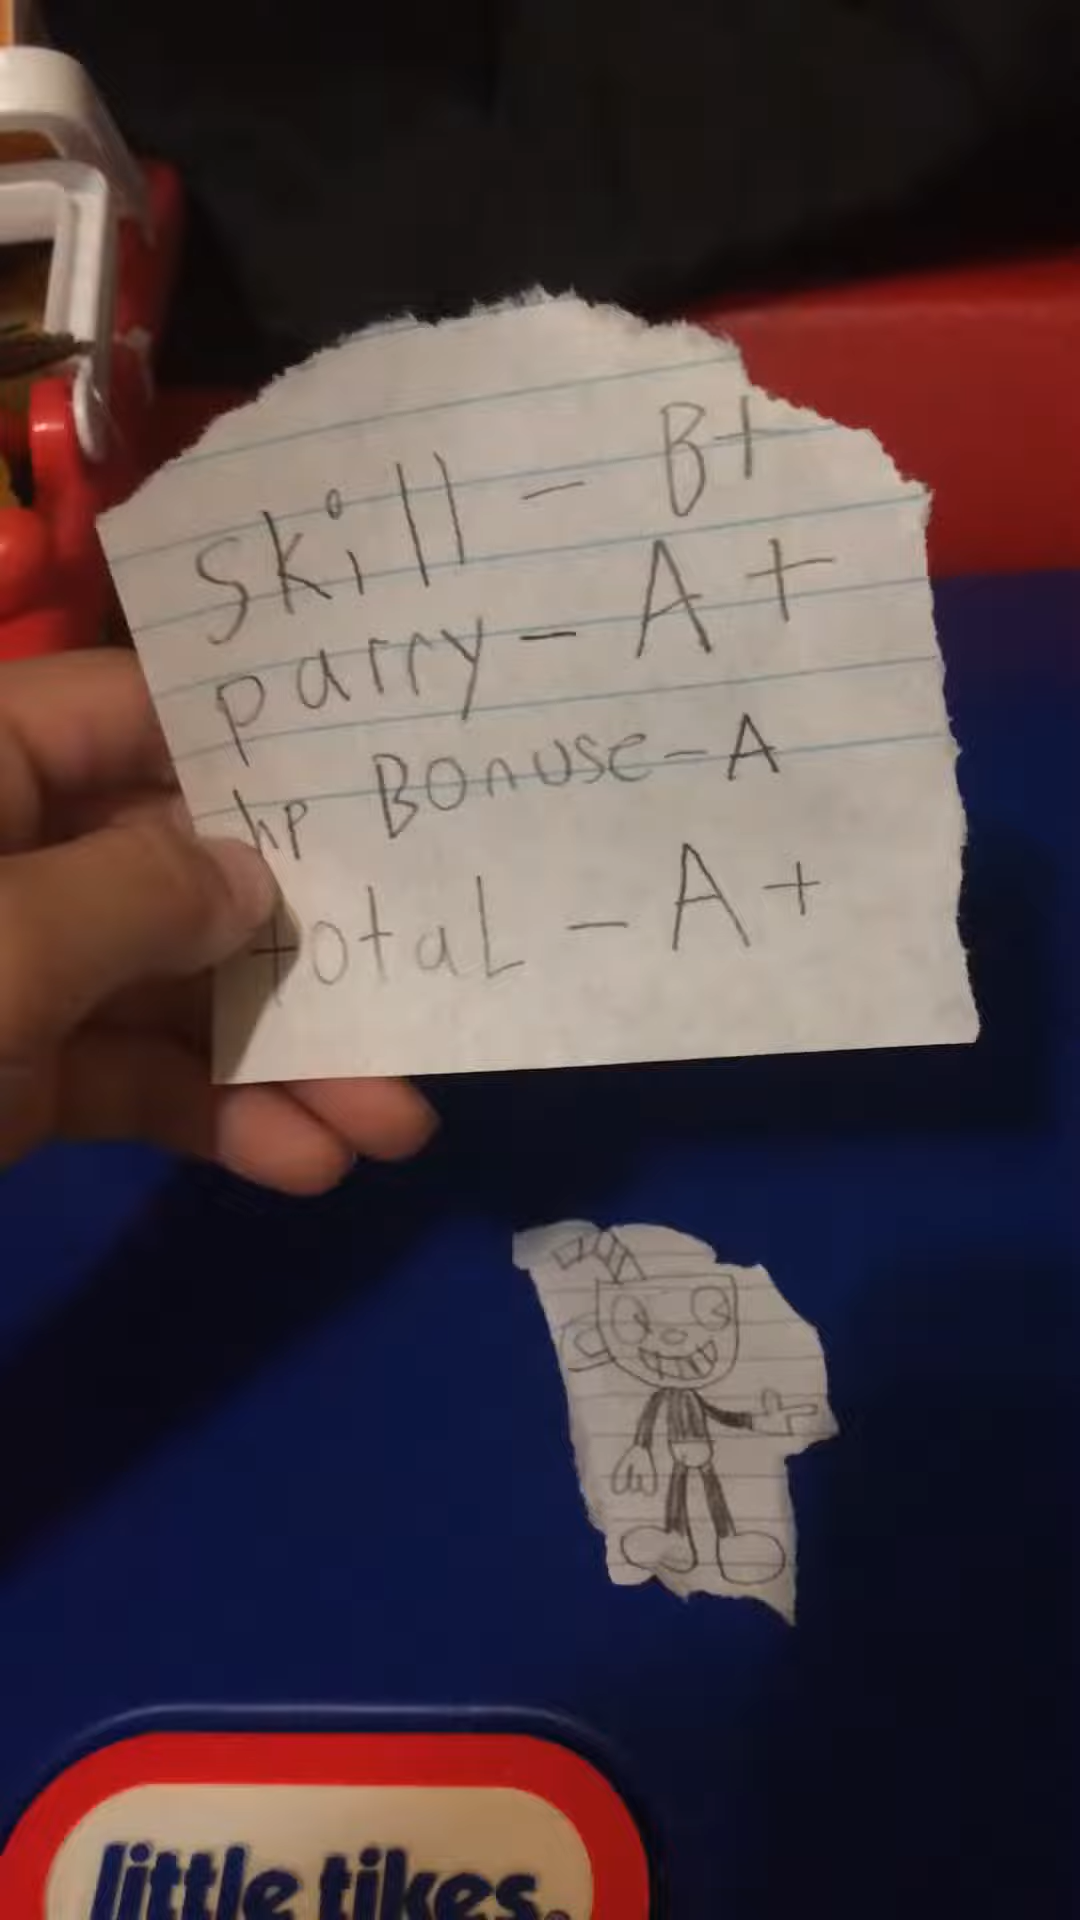 skill - B+
parry - A+
hp Bonuse - A
total - A+
little tikes.